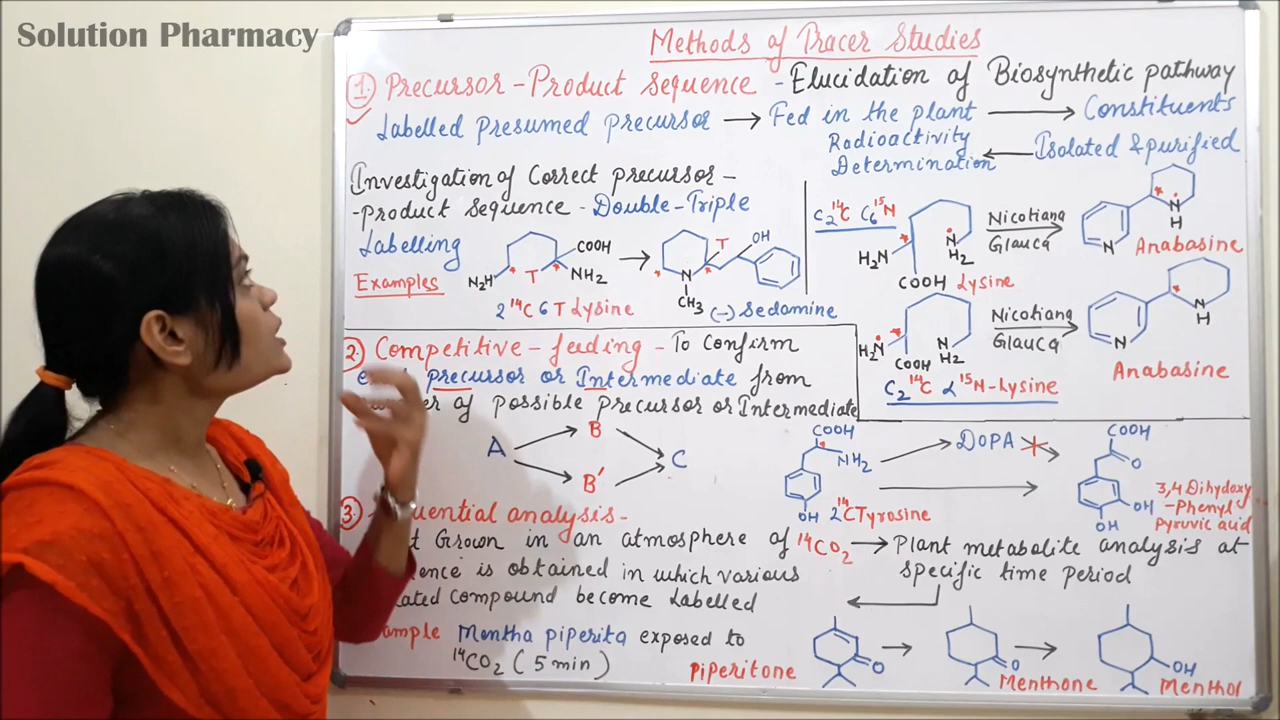 Solution Pharmacy
Methods of Tracer Studies
1. Precursor-Product Sequence - Elucidation of Biosynthetic pathway
Labelled Presumed Precursor → Fed in the plant → Constituents
Isolated & purified
Radioactivity
Determination
Investigation of Correct precursor -
-Product Sequence - Double-Triple
Labelling
Examples
N₂H
COOH
NH₂
T
2 ¹⁴C 6 T Lysine
T
OH
N
CH₃
(-) Sedamine
C₂ ¹⁴C C6 ¹⁵N
H₂N
N
H₂
COOH
Lysine
Nicotiana
Glauca
N
N
H
Anabasine
H₂N
COOH
N
H₂
C₂ ¹⁴C α ¹⁵N-Lysine
Nicotiana
Glauca
N
N
H
Anabasine
2. Competitive-feeding - To Confirm
precursor or Intermediate from
of possible Precursor or Intermediate
A
B
B′
C
COOH
NH₂
OH
2 ¹⁴C Tyrosine
DOPA
COOH
O
OH
OH
3,4 Dihydoxy
-Phenyl
Pyruvic acid
3. analysis-
Grown in an atmosphere of ¹⁴CO₂ → Plant metabolite analysis at
specific time Period
is obtained in which various
compound become Labelled
Mentha piperita exposed to
¹⁴CO₂ (5 min)
Piperitone
O
→
O
Menthone
→
OH
Menthol